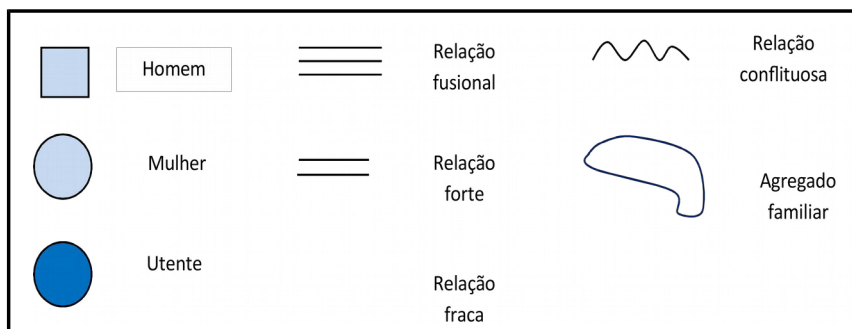 Homem
Relação
fusional
Relação
conflituosa
Mulher
Relação
forte
Agregado
familiar
Utente
Relação
fraca